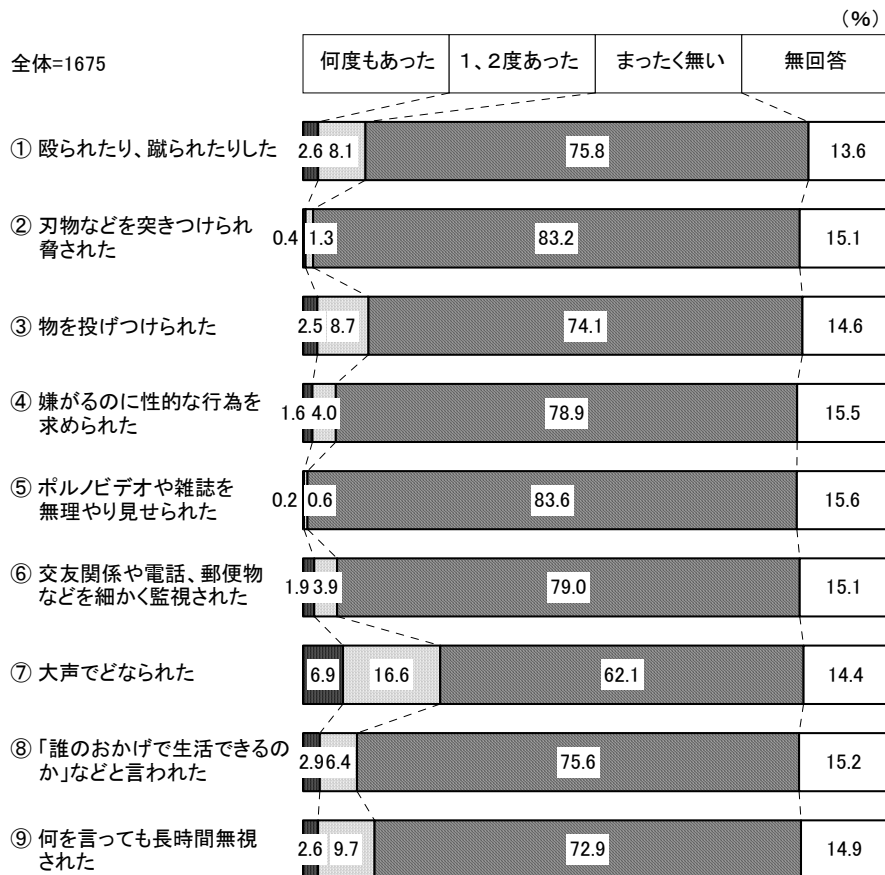 (%)
全体=1675
何度もあった 1、2度あった まったく無い 無回答
① 殴られたり、蹴られたりした 2.6 8.1 75.8 13.6
② 刃物などを突きつけられ
脅された 0.4 1.3 83.2 15.1
③ 物を投げつけられた 2.5 8.7 74.1 14.6
④ 嫌がるのに性的な行為を
求められた 1.6 4.0 78.9 15.5
⑤ ポルノビデオや雑誌を
無理やり見せられた 0.2 0.6 83.6 15.6
⑥ 交友関係や電話、郵便物
などを細かく監視された 1.9 3.9 79.0 15.1
⑦ 大声でどなられた 6.9 16.6 62.1 14.4
⑧ 「誰のおかげで生活できるの
か」などと言われた 2.9 6.4 75.6 15.2
⑨ 何を言っても長時間無視
された 2.6 9.7 72.9 14.9